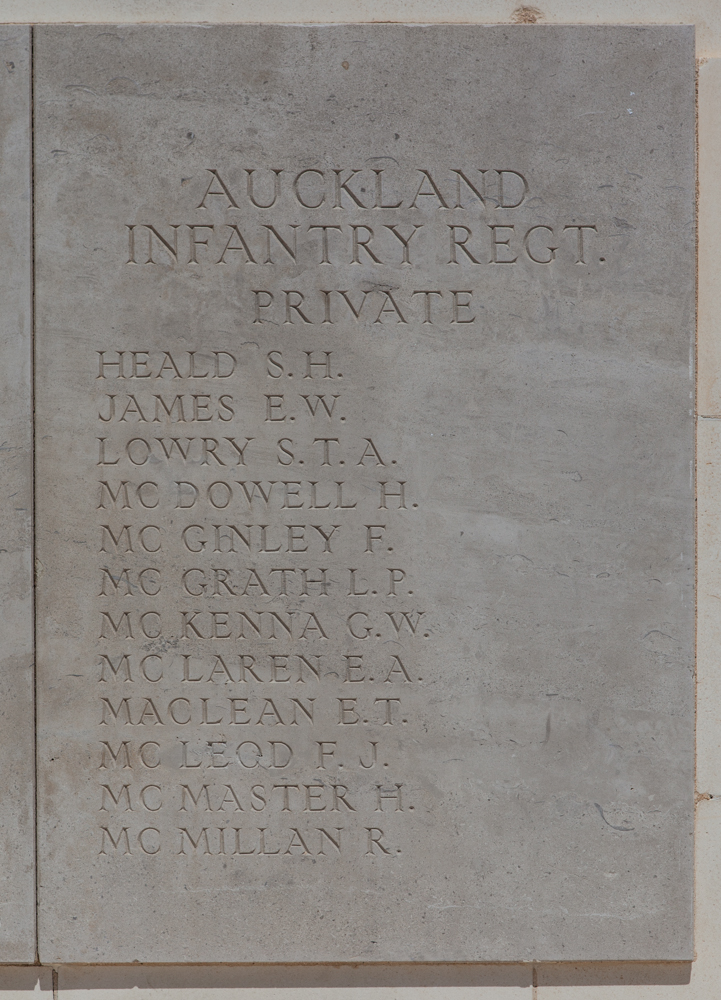 AUCKLAND
INFANTRY REGT.
PRIVATE
HEALD S.H.
JAMES E.W.
LOWRY S.T.A.
MC DOWELL H.
MC GINLEY F.
MC GRATH L.P.
MC KENNA G.W.
MC LAREN E.A.
MACLEAN E.T.
MC LEOD F.J.
MC MASTER H.
MC MILLAN R.